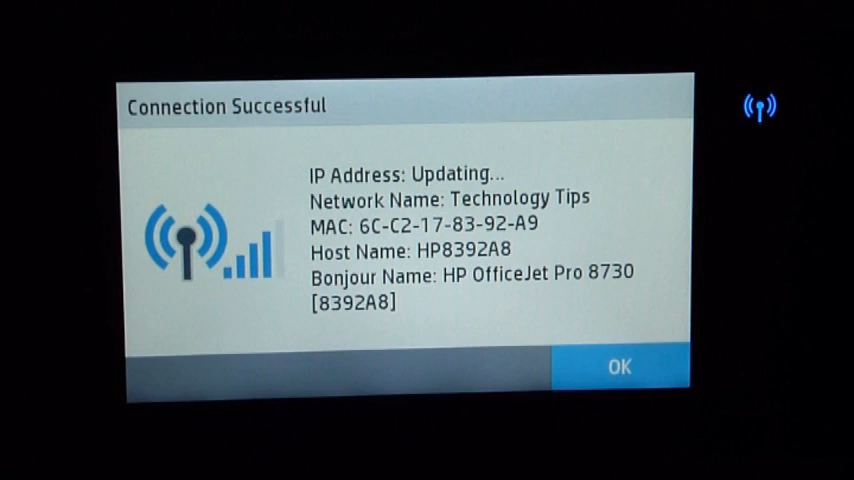 Connection Successful
IP Address: Updating...
Network Name: Technology Tips
MAC: 6C-C2-17-83-92-A9
Host Name: HP8392A8
Bonjour Name: HP OfficeJet Pro 8730
[8392A8]
OK